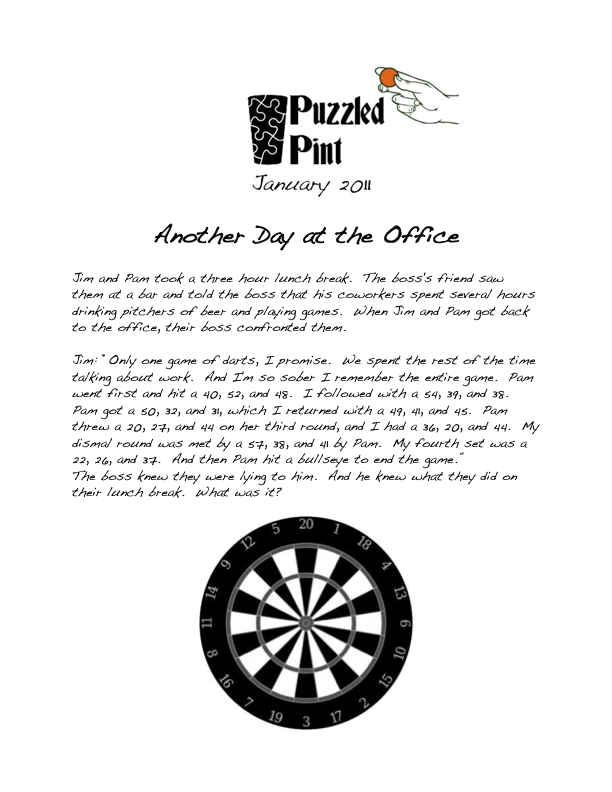 Puzzled
Pint
January 2011
Another Day at the Office
Jim and Pam took a three hour lunch break. The boss's friend saw
them at a bar and told the boss that his coworkers spent several hours
drinking pitchers of beer and playing games. When Jim and Pam got back
to the office, their boss confronted them.
Jim: "Only one game of darts, I promise. We spent the rest of the time
talking about work. And I'm so sober I remember the entire game. Pam
went first and hit a 40, 52, and 48. I followed with a 54, 39, and 38.
Pam got a 50, 32, and 31, which I returned with a 49, 41, and 45. Pam
threw a 20, 27, and 44 on her third round, and I had a 36, 20, and 44. My
dismal round was met by a 57, 38, and 41 by Pam. My fourth set was a
22, 26, and 37. And then Pam hit a bullseye to end the game."
The boss knew they were lying to him. And he knew what they did on
their lunch break. What was it?
20
1
18
4
13
6
10
15
2
17
3
19
7
16
8
11
14
9
12
5